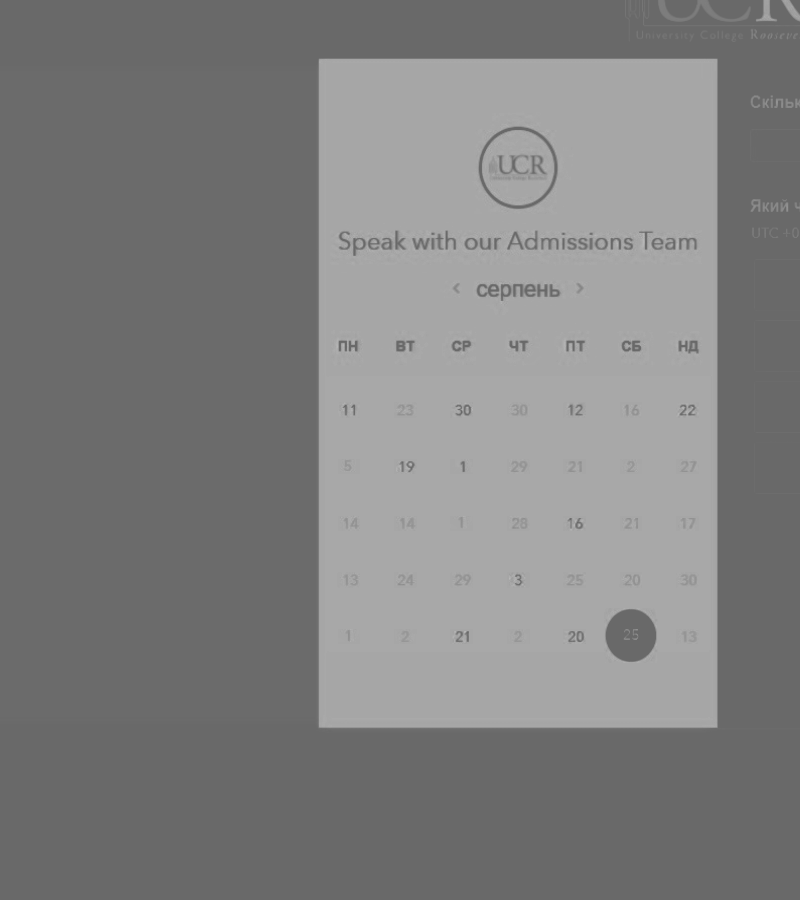 UCR
University College Roosevelt
UCR
Speak with our Admissions Team
‹ серпень ›
ПН ВТ СР ЧТ ПТ СБ НД
11 23 30 30 12 16 22
5 19 1 29 21 2 27
14 14 1 28 16 21 17
13 24 29 3 25 20 30
1 2 21 2 20 25 13
Який
UTC +0